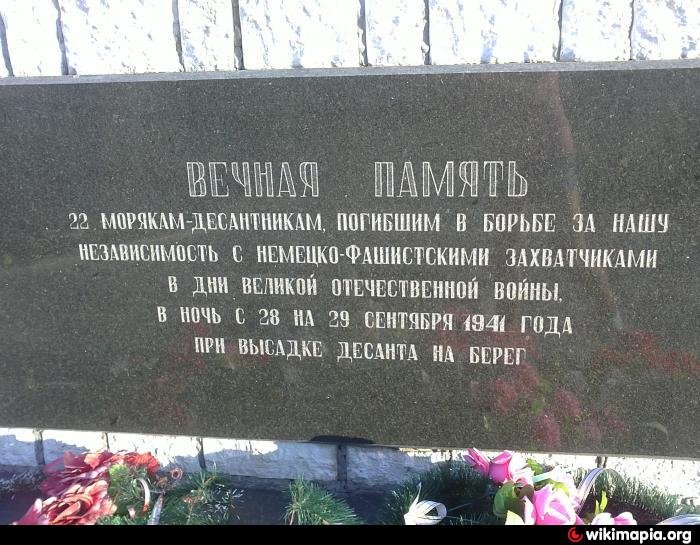 ВЕЧНАЯ ПАМЯТЬ
22 МОРЯКАМ-ДЕСАНТНИКАМ, ПОГИБШИМ В БОРЬБЕ ЗА НАШУ
НЕЗАВИСИМОСТЬ С НЕМЕЦКО-ФАШИСТСКИМИ ЗАХВАТЧИКАМИ
В ДНИ ВЕЛИКОЙ ОТЕЧЕСТВЕННОЙ ВОЙНЫ,
В НОЧЬ С 28 НА 29 СЕНТЯБРЯ 1941 ГОДА
ПРИ ВЫСАДКЕ ДЕСАНТА НА БЕРЕГ
wikimapia.org